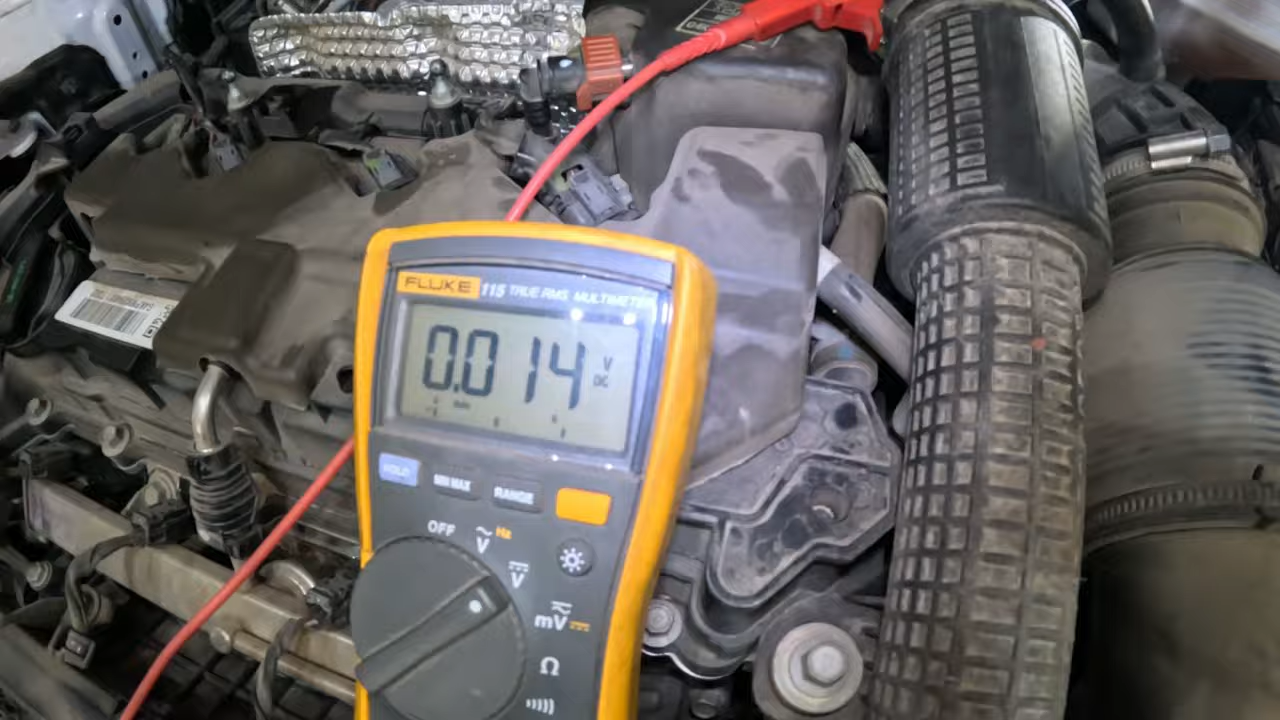 FLUKE 115 TRUE RMS MULTIMETER
0.014 V
DC
HOLD MIN MAX RANGE
OFF
Ṽ Hz
V
mV
Ω